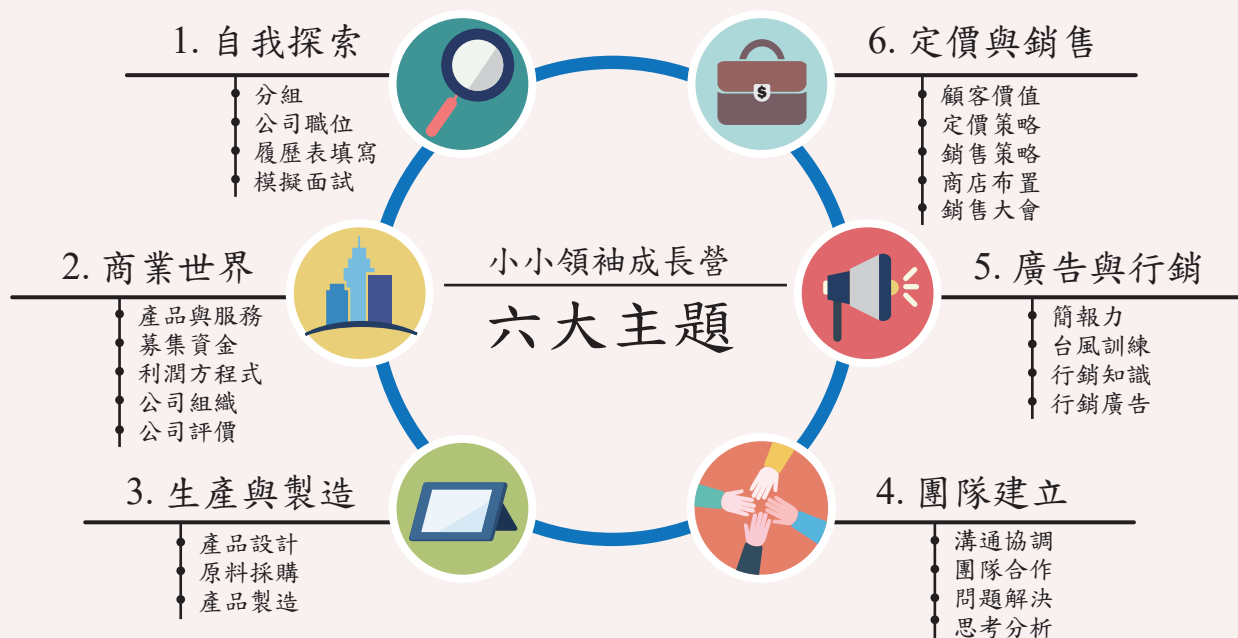 小小領袖成長營
六大主題
1. 自我探索
分組
公司職位
履歷表填寫
模擬面試
2. 商業世界
產品與服務
募集資金
利潤方程式
公司組織
公司評價
3. 生產與製造
產品設計
原料採購
產品製造
4. 團隊建立
溝通協調
團隊合作
問題解決
思考分析
5. 廣告與行銷
簡報力
台風訓練
行銷知識
行銷廣告
6. 定價與銷售
顧客價值
定價策略
銷售策略
商店布置
銷售大會
$